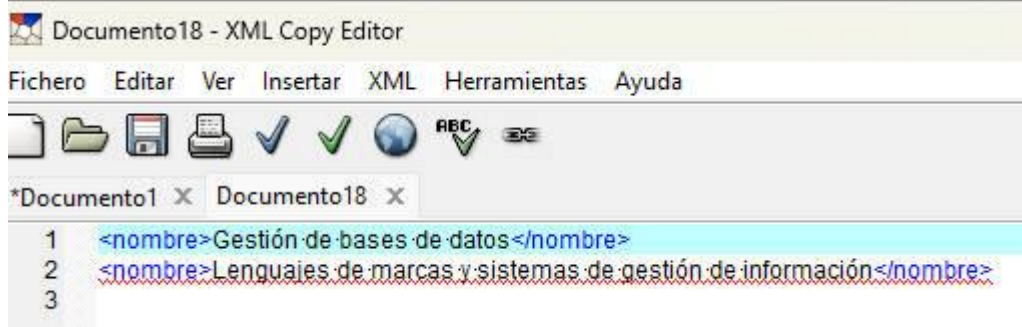 Documento18 - XML Copy Editor
Fichero Editar Ver Insertar XML Herramientas Ayuda
ABC
*Documento1 X Documento18 X
1 <nombre>Gestión·de·bases·de·datos</nombre>
2 <nombre>Lenguajes·de·marcas·y·sistemas·de·gestión·de·información</nombre>
3